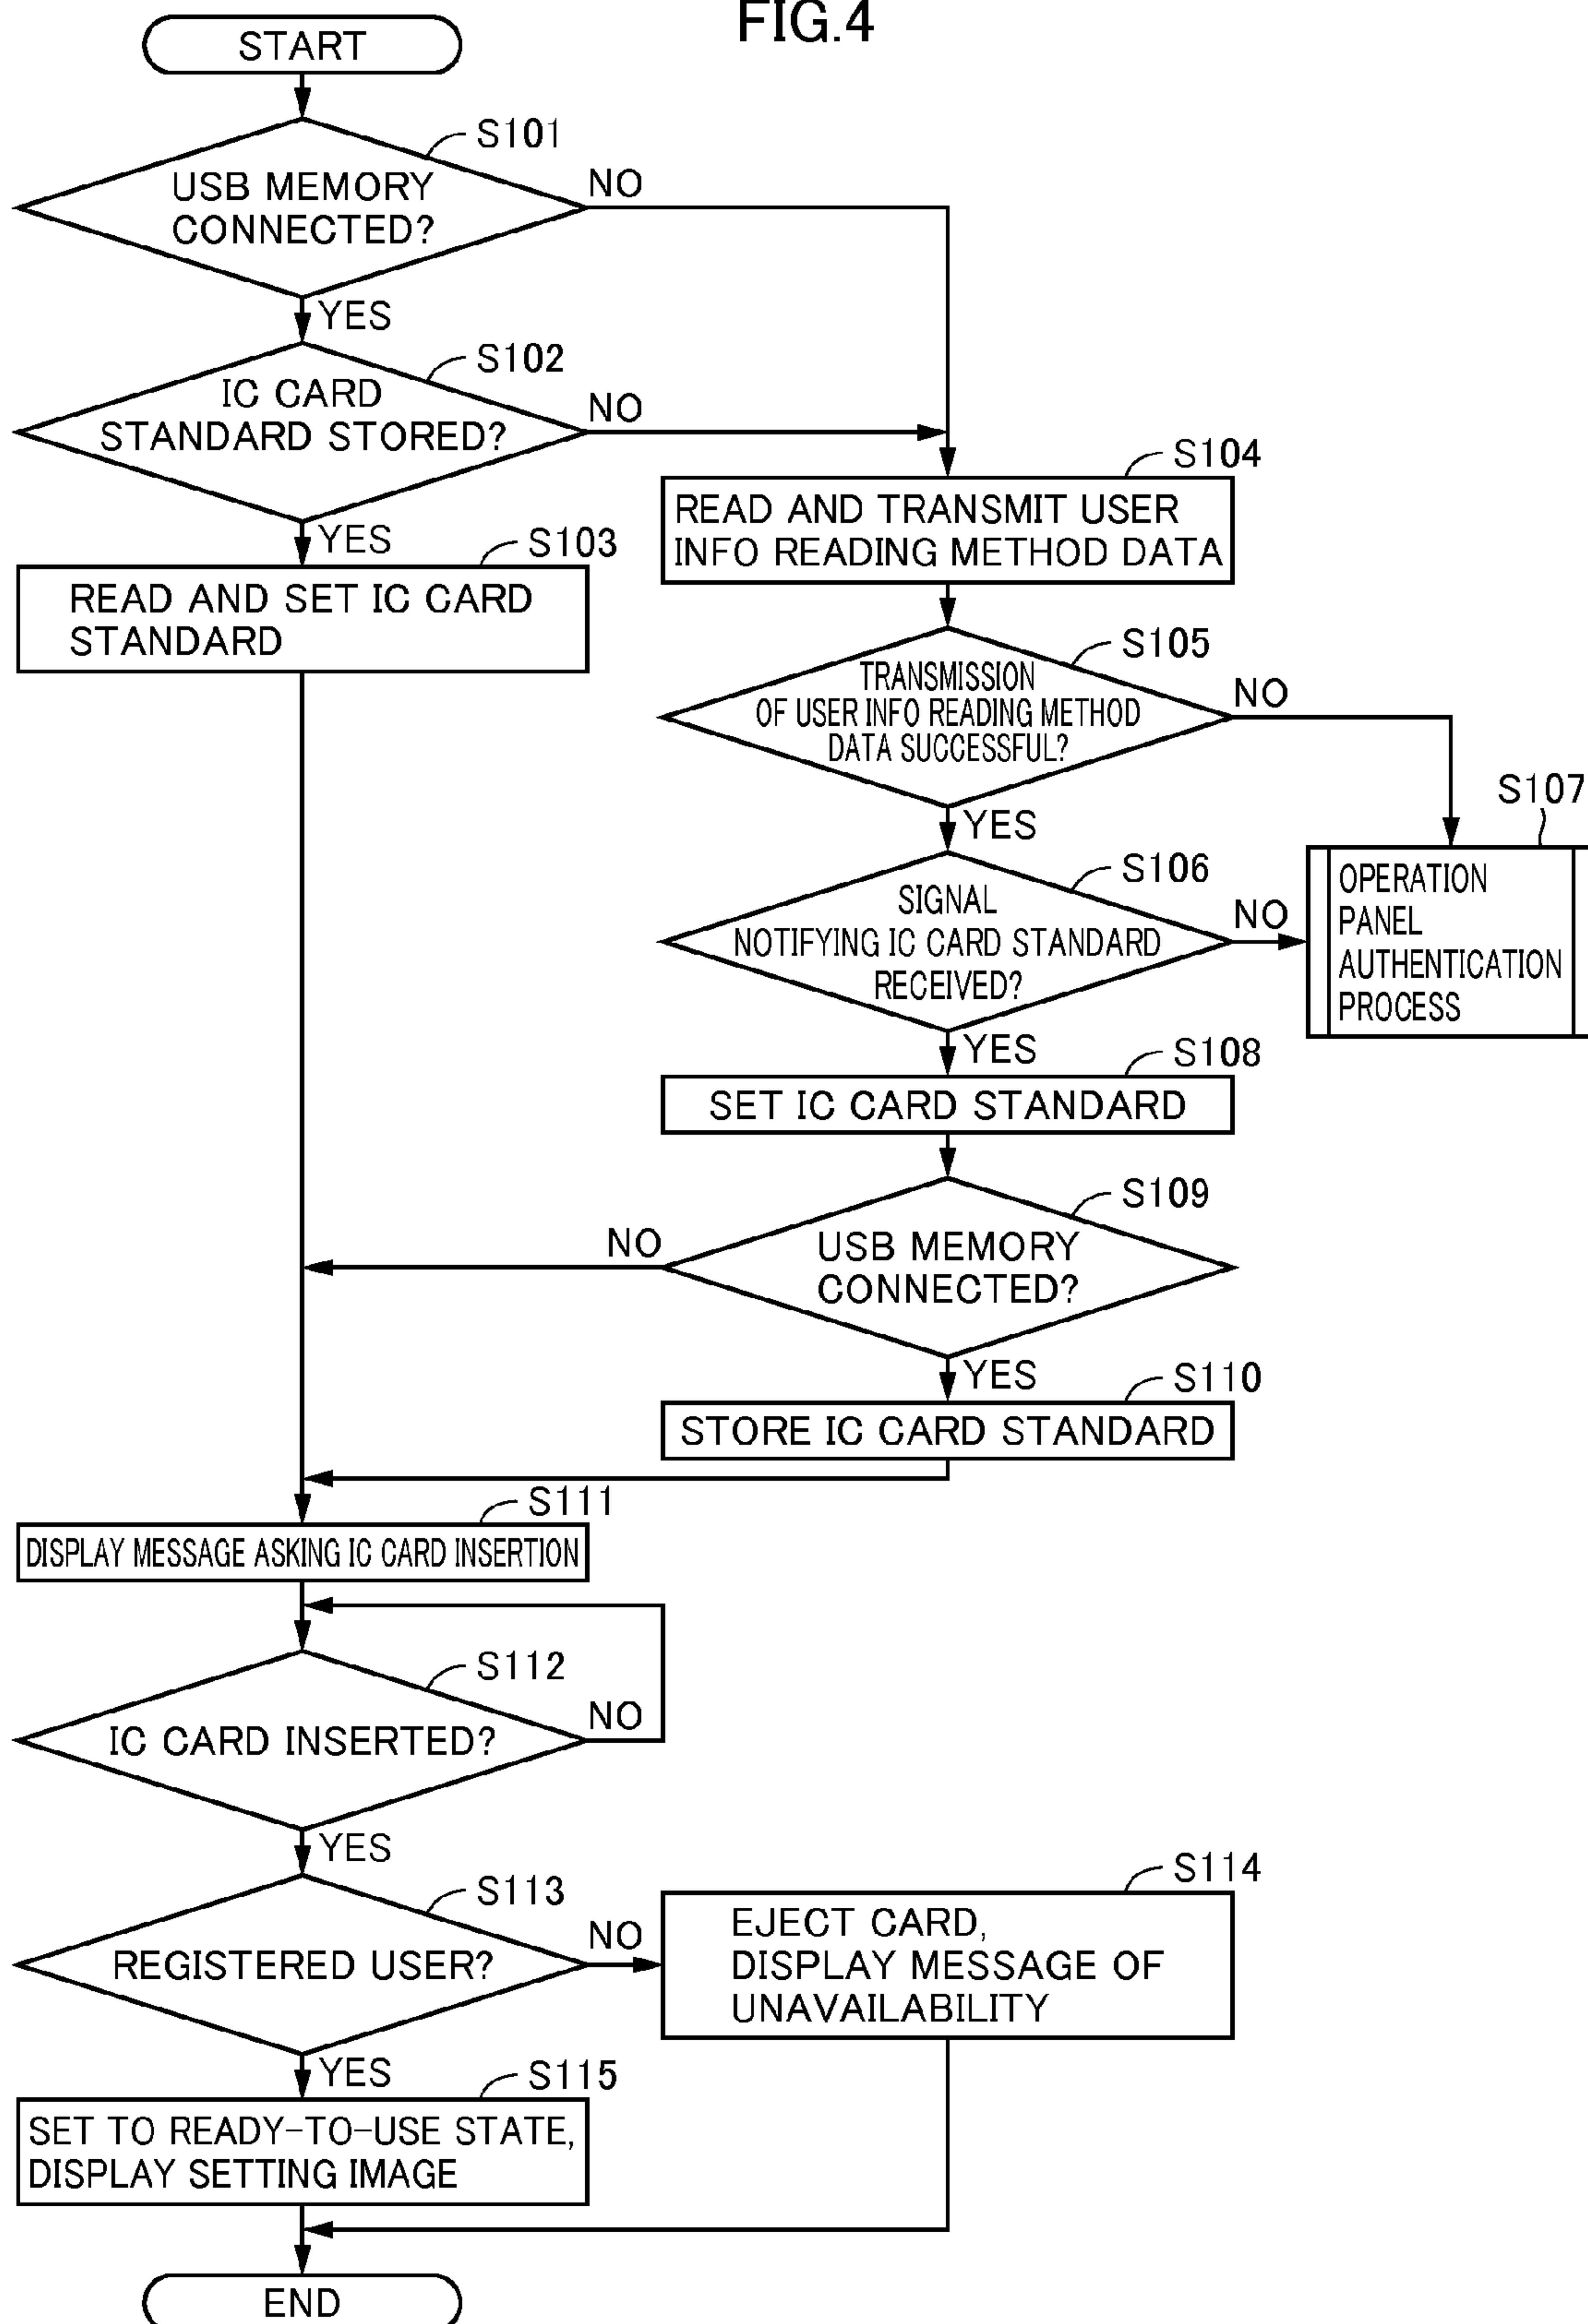 FIG.4
START
S101
USB MEMORY
CONNECTED?
NO
YES
S102
IC CARD
STANDARD STORED?
NO
YES
S103
READ AND SET IC CARD
STANDARD
S104
READ AND TRANSMIT USER
INFO READING METHOD DATA
S105
TRANSMISSION
OF USER INFO READING METHOD
DATA SUCCESSFUL?
NO
YES
S106
SIGNAL
NOTIFYING IC CARD STANDARD
RECEIVED?
NO
YES
S107
OPERATION
PANEL
AUTHENTICATION
PROCESS
S108
SET IC CARD STANDARD
S109
USB MEMORY
CONNECTED?
NO
YES
S110
STORE IC CARD STANDARD
S111
DISPLAY MESSAGE ASKING IC CARD INSERTION
S112
IC CARD INSERTED?
NO
YES
S113
REGISTERED USER?
NO
YES
S114
EJECT CARD,
DISPLAY MESSAGE OF
UNAVAILABILITY
S115
SET TO READY-TO-USE STATE,
DISPLAY SETTING IMAGE
END